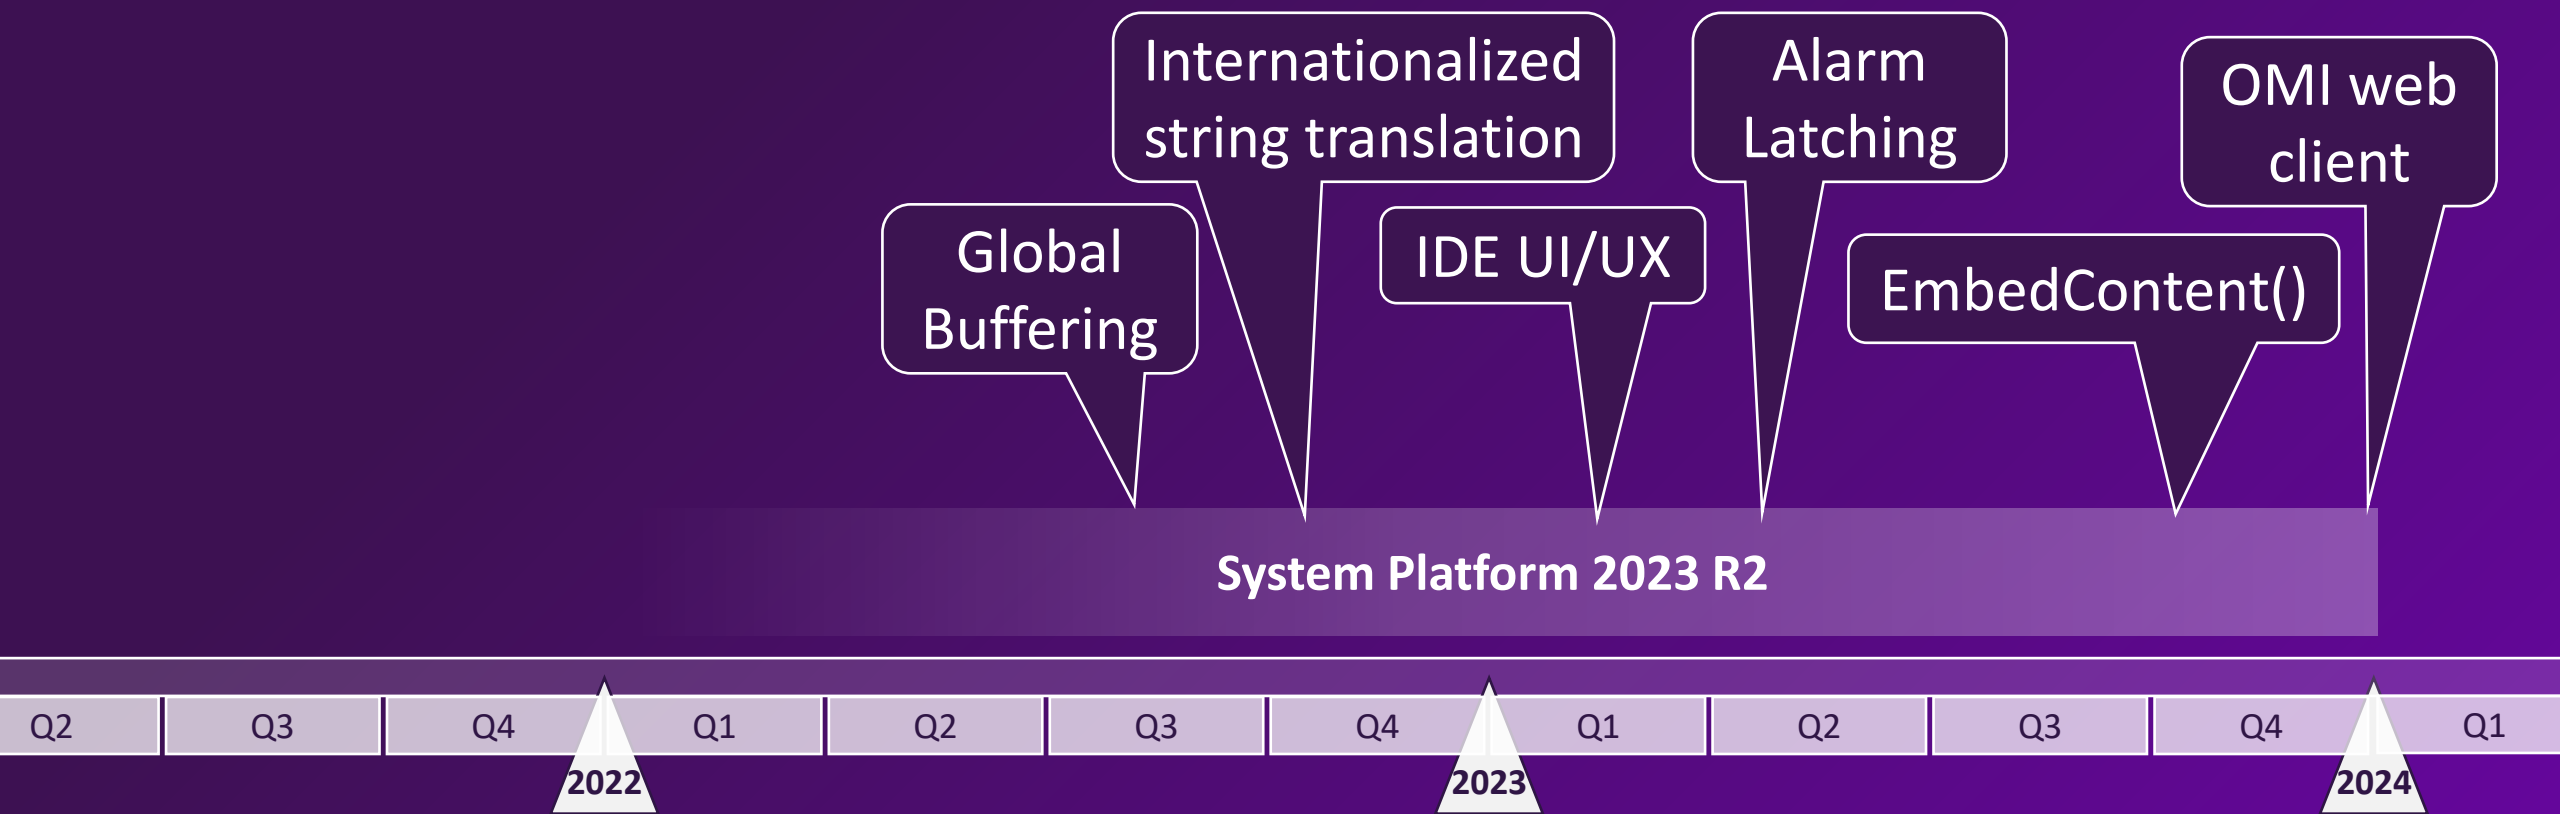 Internationalized
string translation
Alarm
Latching
OMI web
client
Global
Buffering
IDE UI/UX
EmbedContent()
System Platform 2023 R2
Q2 Q3 Q4 Q1 Q2 Q3 Q4 Q1 Q2 Q3 Q4 Q1
2022 2023 2024